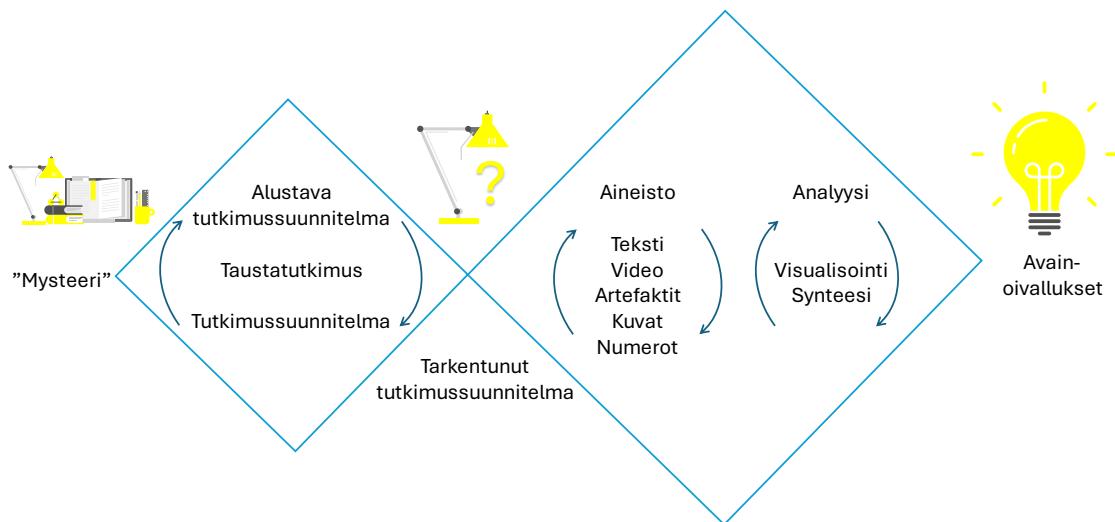 ”Mysteeri”
Alustava
tutkimussuunnitelma
Taustatutkimus
Tutkimussuunnitelma
?
Tarkentunut
tutkimussuunnitelma
Aineisto
Teksti
Video
Artefaktit
Kuvat
Numerot
Analyysi
Visualisointi
Synteesi
Avain-
oivallukset